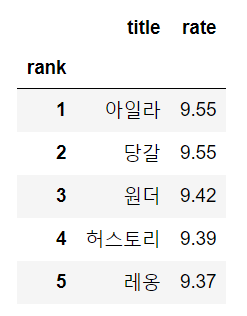 title rate
rank
1 아일라 9.55
2 당갈 9.55
3 원더 9.42
4 허스토리 9.39
5 레옹 9.37